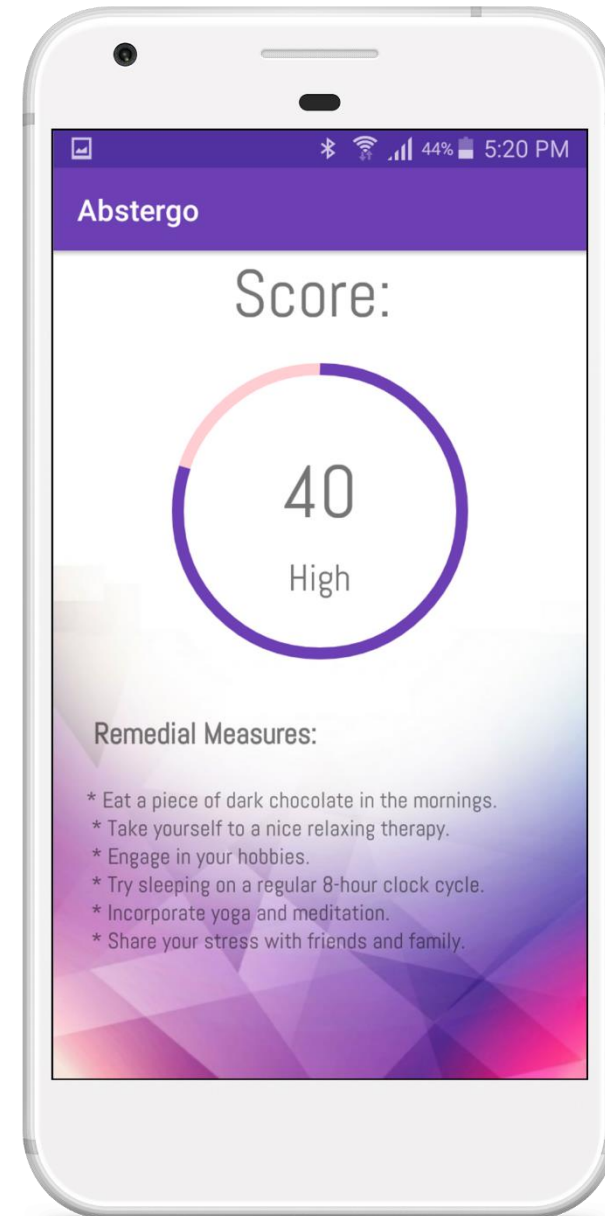 44% 5:20 PM
Abstergo
Score:
40
High
Remedial Measures:
* Eat a piece of dark chocolate in the mornings.
* Take yourself to a nice relaxing therapy.
* Engage in your hobbies.
* Try sleeping on a regular 8-hour clock cycle.
* Incorporate yoga and meditation.
* Share your stress with friends and family.